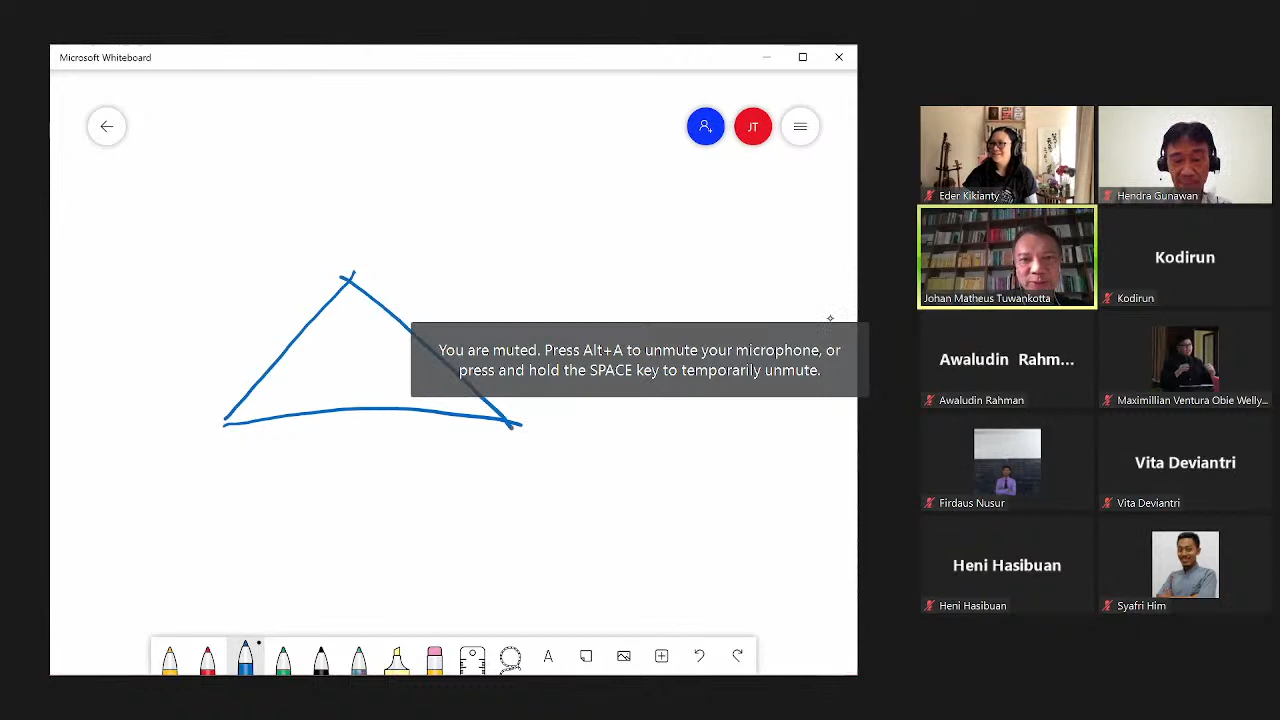 Microsoft Whiteboard
JT
You are muted. Press Alt+A to unmute your microphone, or
press and hold the SPACE key to temporarily unmute.
A
Eder Kikianty
Hendra Gunawan
Johan Matheus Tuwankotta
Kodirun
Kodirun
Awaludin Rahm...
Awaludin Rahman
Maximillian Ventura Obie Welly...
Firdaus Nusur
Vita Deviantri
Vita Deviantri
Heni Hasibuan
Heni Hasibuan
Syafri Him